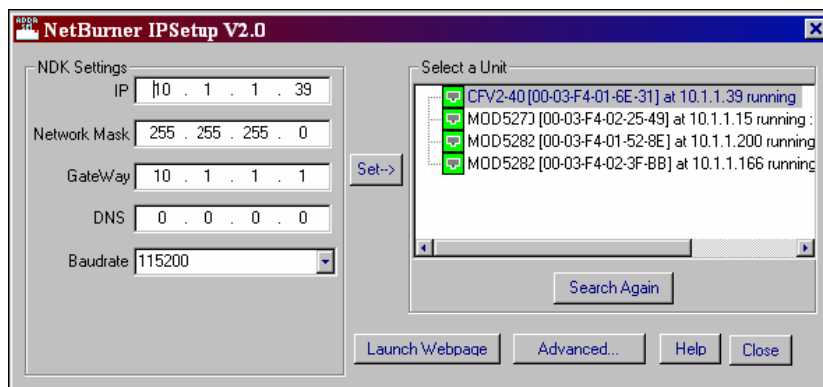 NetBurner IPSetup V2.0
NDK Settings
IP 10 . 1 . 1 . 39
Network Mask 255 . 255 . 255 . 0
GateWay 10 . 1 . 1 . 1
DNS 0 . 0 . 0 . 0
Baudrate 115200
Set-->
Select a Unit
CFV2-40 [00-03-F4-01-6E-31] at 10.1.1.39 running
MOD5270 [00-03-F4-02-25-49] at 10.1.1.15 running :
MOD5282 [00-03-F4-01-52-8E] at 10.1.1.200 running
MOD5282 [00-03-F4-02-3F-BB] at 10.1.1.166 running
Search Again
Launch Webpage
Advanced...
Help
Close